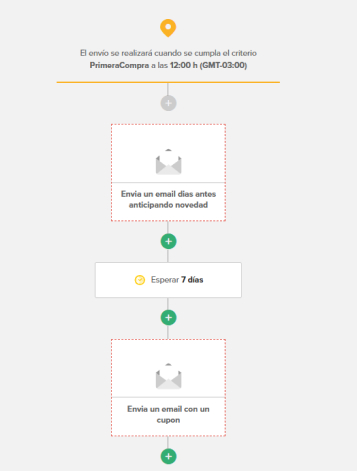 El envío se realizará cuando se cumpla el criterio
PrimeraCompra a las 12:00 h (GMT-03:00)
Envia un email dias antes
anticipando novedad
Esperar 7 días
Envia un email con un
cupon